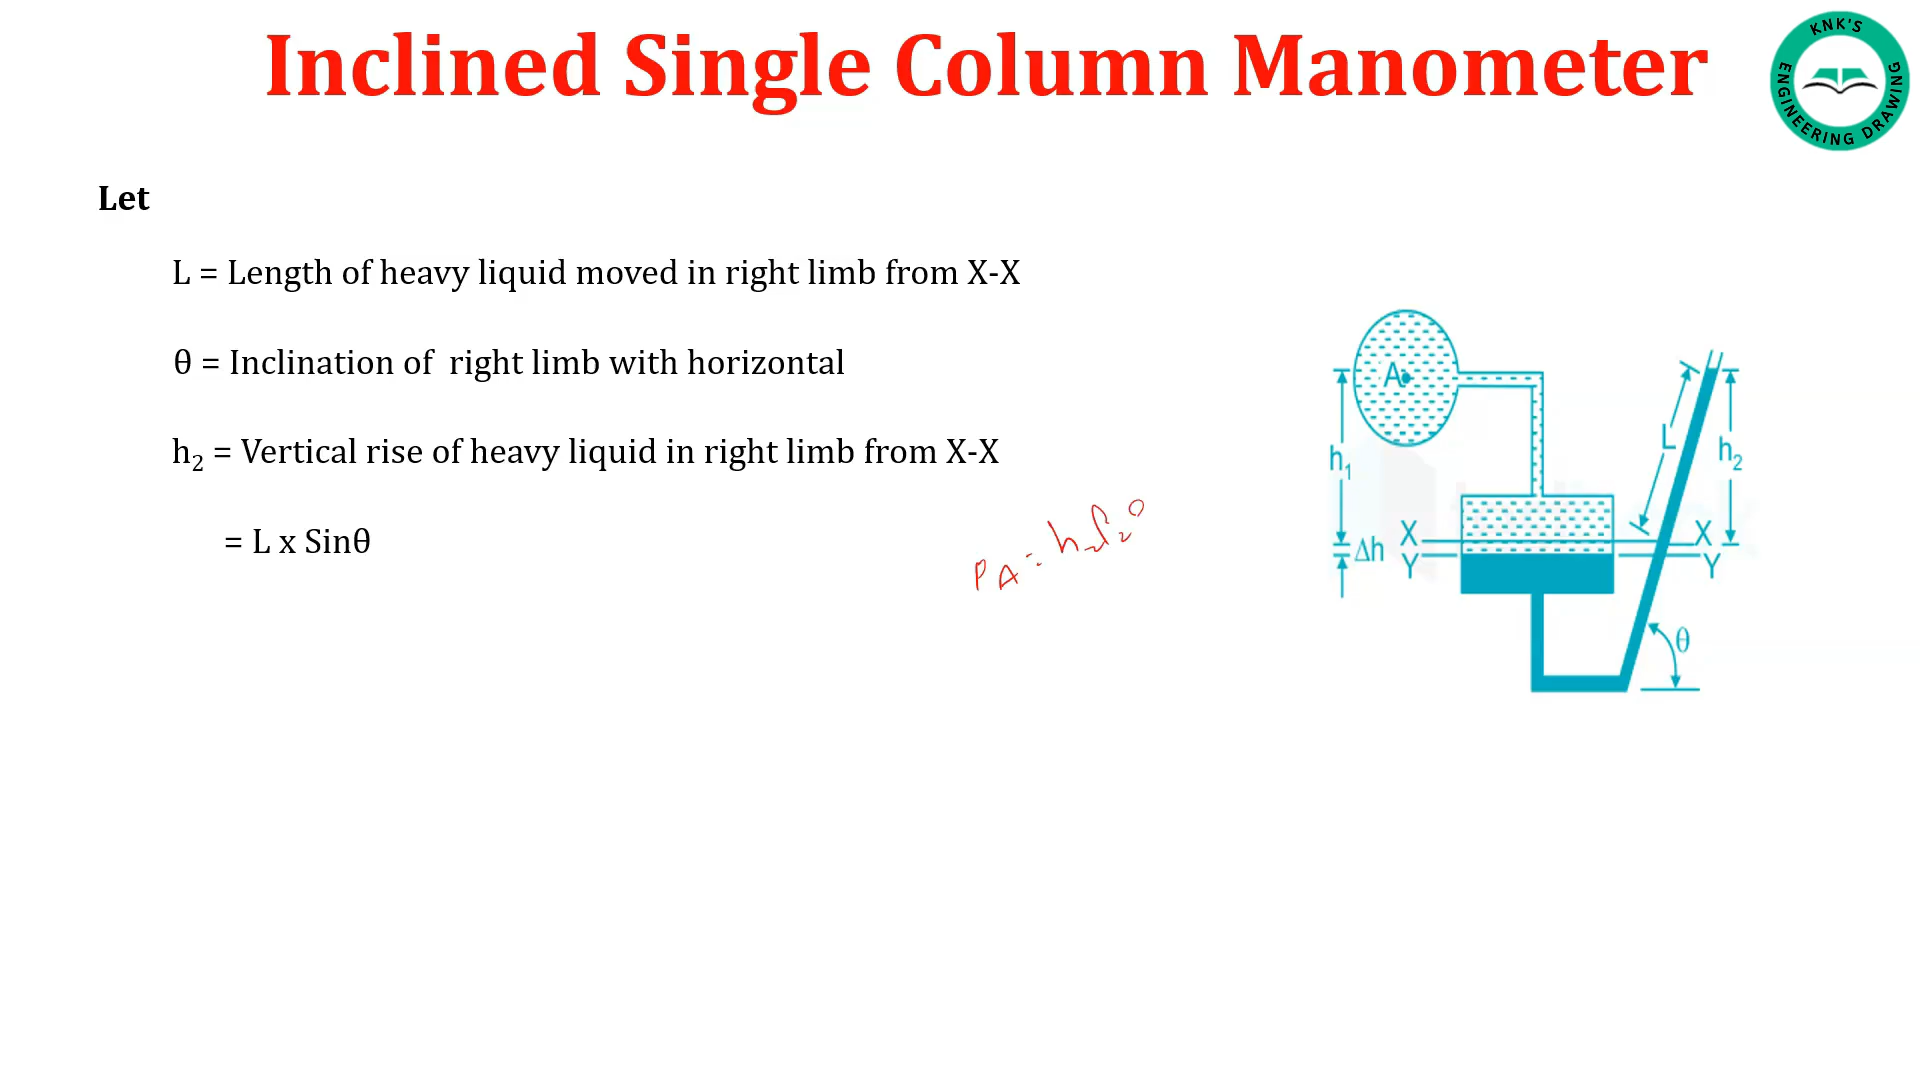 Inclined Single Column Manometer
KNK'S
ENGINEERING DRAWING
Let
L = Length of heavy liquid moved in right limb from X-X
θ = Inclination of right limb with horizontal
h₂ = Vertical rise of heavy liquid in right limb from X-X
= L x Sinθ
P A = h₂ρ₂
A
h₁
L
h₂
X
X
Δh
Y
Y
θ